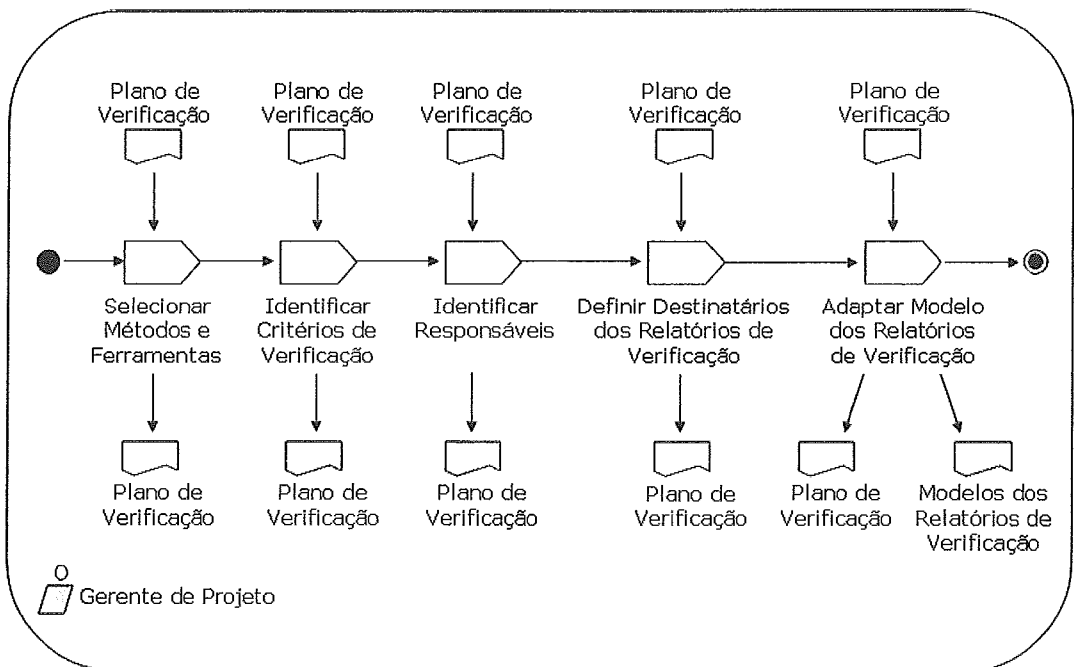 Plano de
Verificação
Plano de
Verificação
Plano de
Verificação
Plano de
Verificação
Plano de
Verificação
Selecionar
Métodos e
Ferramentas
Identificar
Critérios de
Verificação
Identificar
Responsáveis
Definir Destinatários
dos Relatórios de
Verificação
Adaptar Modelo
dos Relatórios
de Verificação
Plano de
Verificação
Plano de
Verificação
Plano de
Verificação
Plano de
Verificação
Plano de
Verificação
Modelos dos
Relatórios de
Verificação
Gerente de Projeto